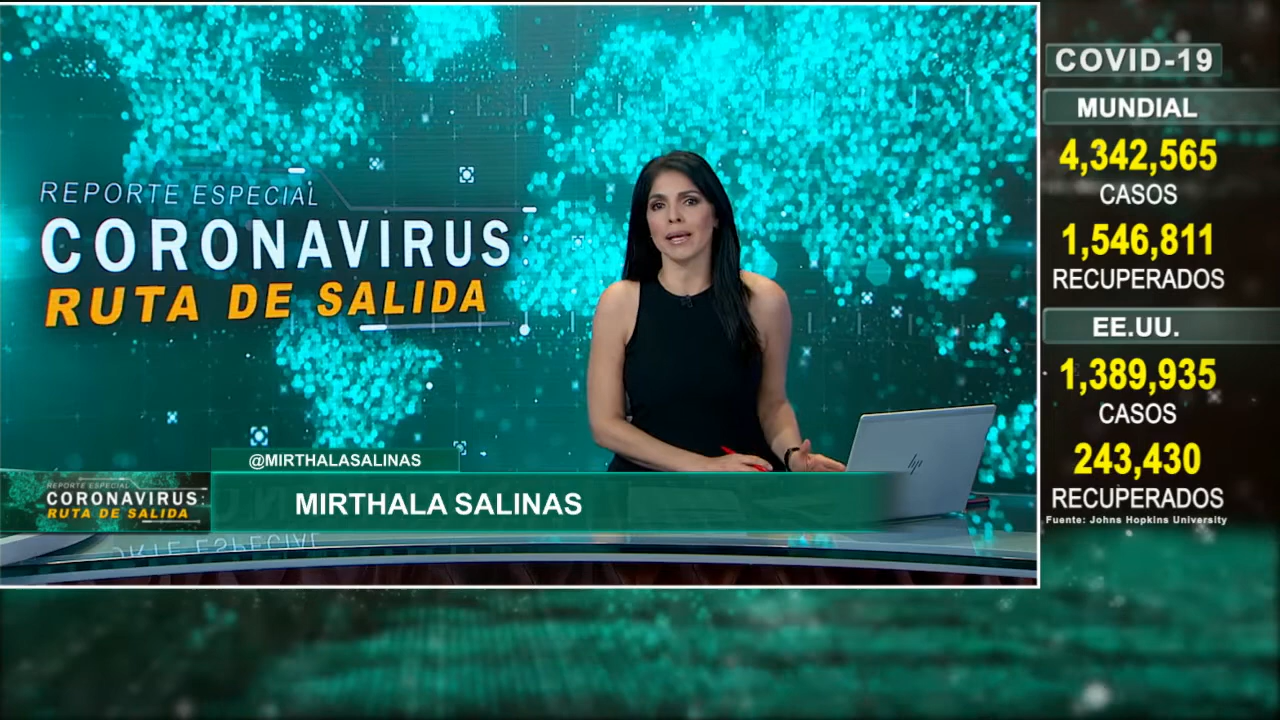 REPORTE ESPECIAL
CORONAVIRUS
RUTA DE SALIDA
@MIRTHALASALINAS
MIRTHALA SALINAS
REPORTE ESPECIAL
CORONAVIRUS
RUTA DE SALIDA
hp
COVID-19
MUNDIAL
4,342,565
CASOS
1,546,811
RECUPERADOS
EE.UU.
1,389,935
CASOS
243,430
RECUPERADOS
Fuente: Johns Hopkins University